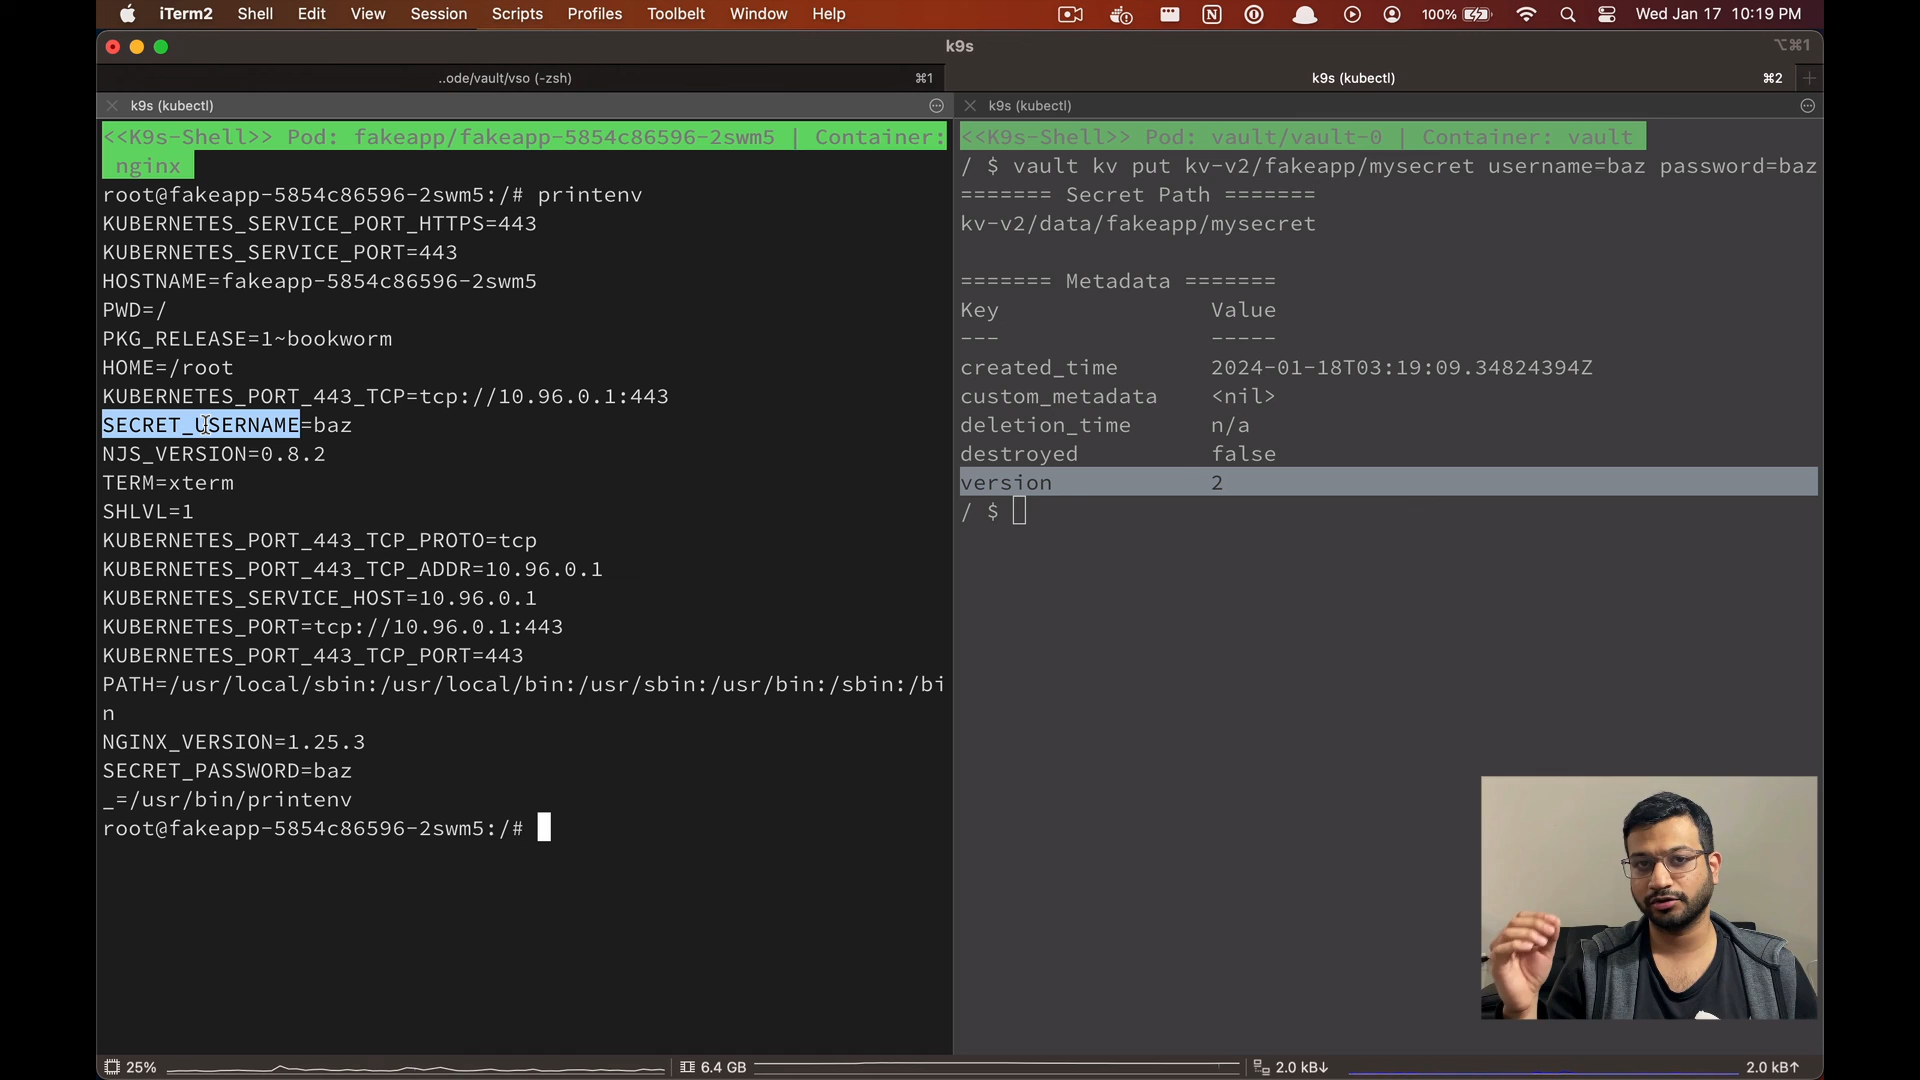 iTerm2 Shell Edit View Session Scripts Profiles Toolbelt Window Help 100% Wed Jan 17 10:19 PM
k9s
⌥⌘1
..ode/vault/vso (-zsh) ⌘1
k9s (kubectl) ⌘2
k9s (kubectl)
<<K9s-Shell>> Pod: fakeapp/fakeapp-5854c86596-2swm5 | Container:
nginx
root@fakeapp-5854c86596-2swm5:/# printenv
KUBERNETES_SERVICE_PORT_HTTPS=443
KUBERNETES_SERVICE_PORT=443
HOSTNAME=fakeapp-5854c86596-2swm5
PWD=/
PKG_RELEASE=1~bookworm
HOME=/root
KUBERNETES_PORT_443_TCP=tcp://10.96.0.1:443
SECRET_USERNAME=baz
NJS_VERSION=0.8.2
TERM=xterm
SHLVL=1
KUBERNETES_PORT_443_TCP_PROTO=tcp
KUBERNETES_PORT_443_TCP_ADDR=10.96.0.1
KUBERNETES_SERVICE_HOST=10.96.0.1
KUBERNETES_PORT=tcp://10.96.0.1:443
KUBERNETES_PORT_443_TCP_PORT=443
PATH=/usr/local/sbin:/usr/local/bin:/usr/sbin:/usr/bin:/sbin:/bi
n
NGINX_VERSION=1.25.3
SECRET_PASSWORD=baz
_=/usr/bin/printenv
root@fakeapp-5854c86596-2swm5:/#
k9s (kubectl)
<<K9s-Shell>> Pod: vault/vault-0 | Container: vault
/ $ vault kv put kv-v2/fakeapp/mysecret username=baz password=baz
======= Secret Path =======
kv-v2/data/fakeapp/mysecret
======= Metadata =======
Key Value
--- -----
created_time 2024-01-18T03:19:09.34824394Z
custom_metadata <nil>
deletion_time n/a
destroyed false
version 2
/ $
25% 6.4 GB 2.0 kB↓ 2.0 kB↑